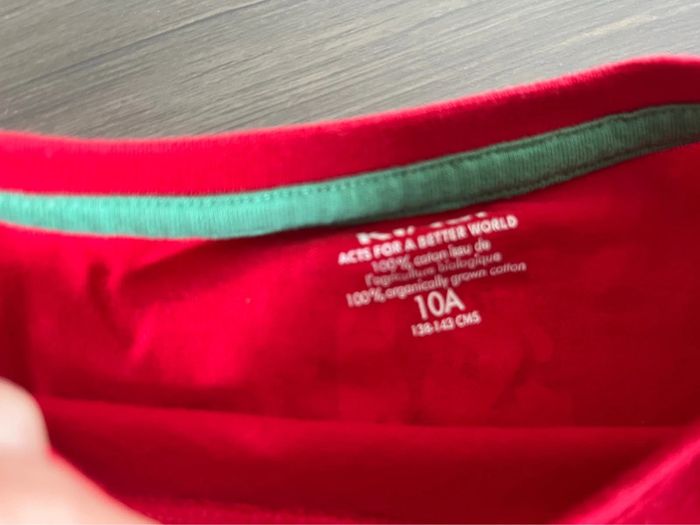 ACTS FOR A BETTER WORLD
100% coton issu de
l'agriculture biologique
100% organically grown cotton
10A
138-143 CMS